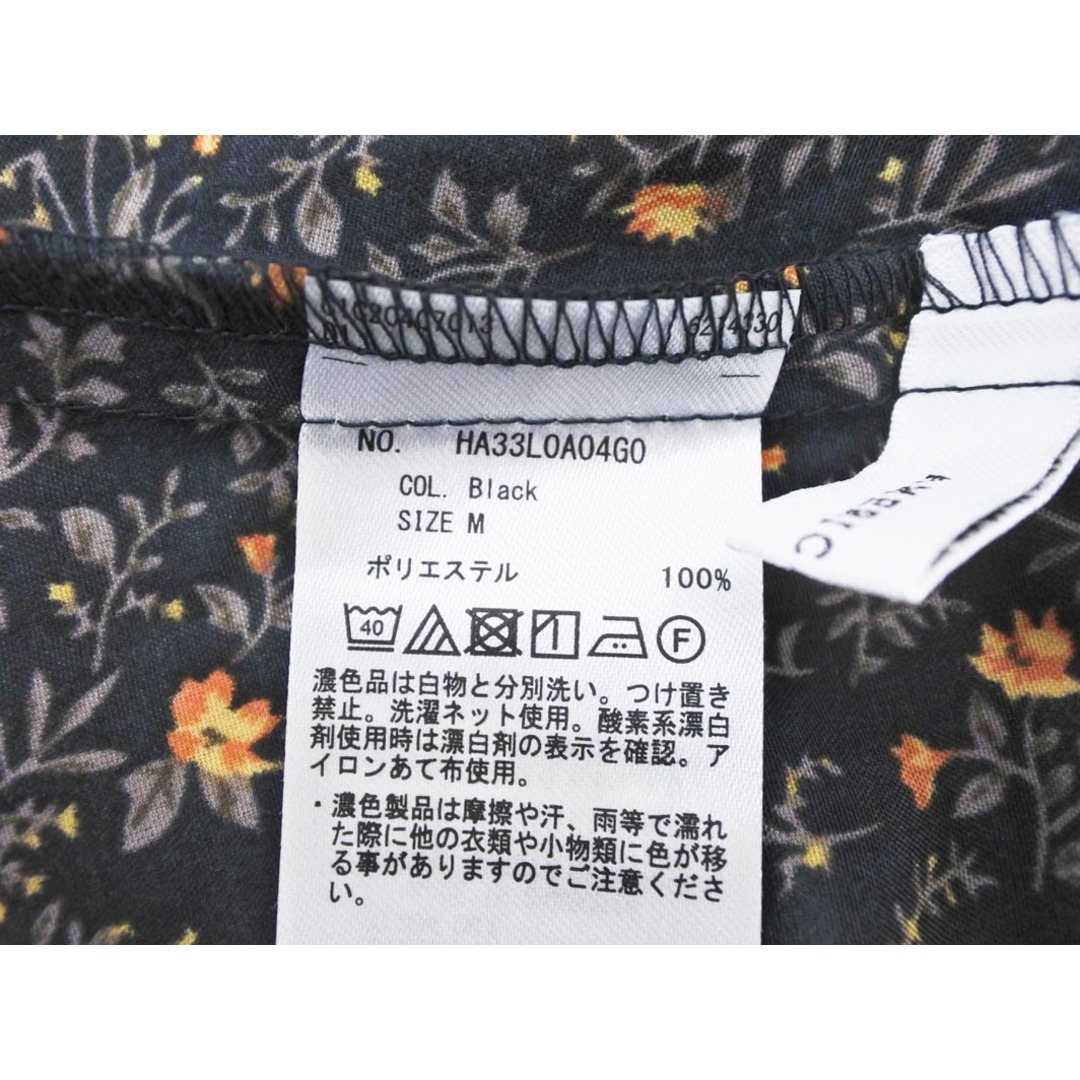 NO. HA33L0A04G0
COL. Black
SIZE M
ポリエステル 100%
40
F
濃色品は白物と分別洗い。つけ置き
禁止。洗濯ネット使用。酸素系漂白
剤使用時は漂白剤の表示を確認。ア
イロンあて布使用。
・濃色製品は摩擦や汗、雨等で濡れ
た際に他の衣類や小物類に色が移
る事がありますのでご注意くださ
い。